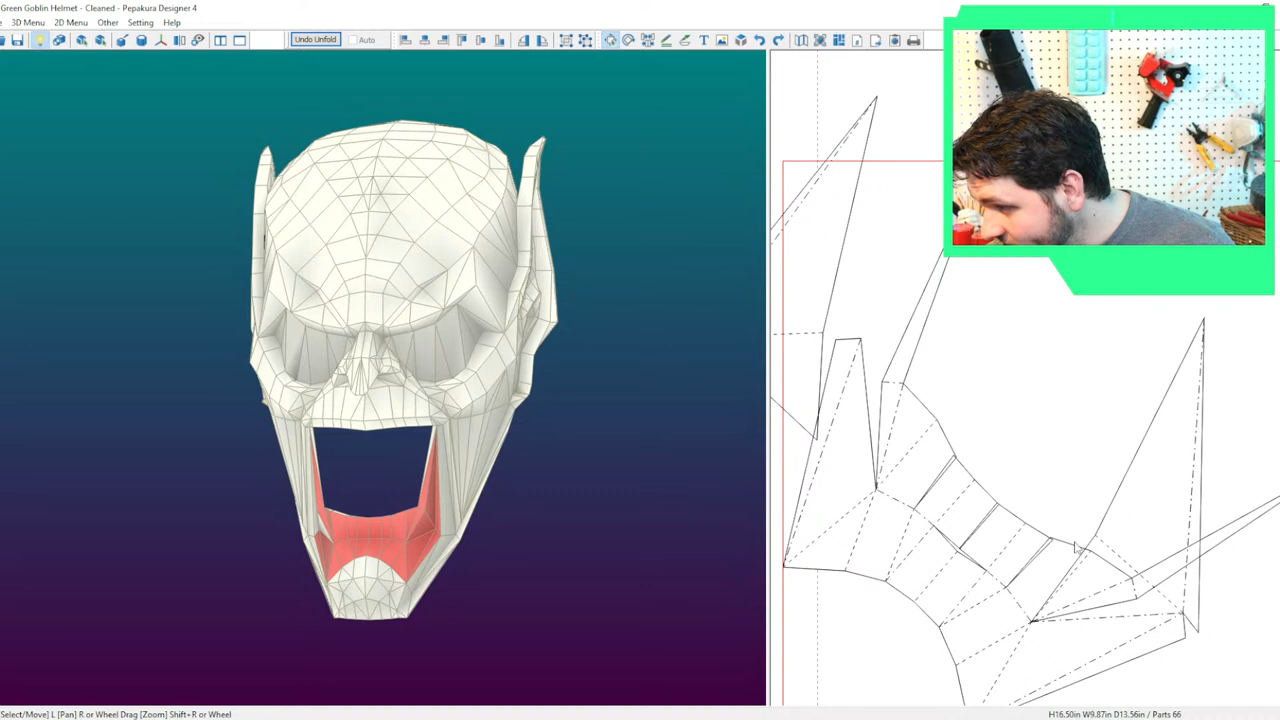 Green Goblin Helmet - Cleaned - Pepakura Designer 4
3D Menu 2D Menu Other Setting Help
Undo Unfold Auto
[Select/Move] L [Pan] R or Wheel Drag [Zoom] Shift+R or Wheel
H16.50in W9.87in D13.56in / Parts 66